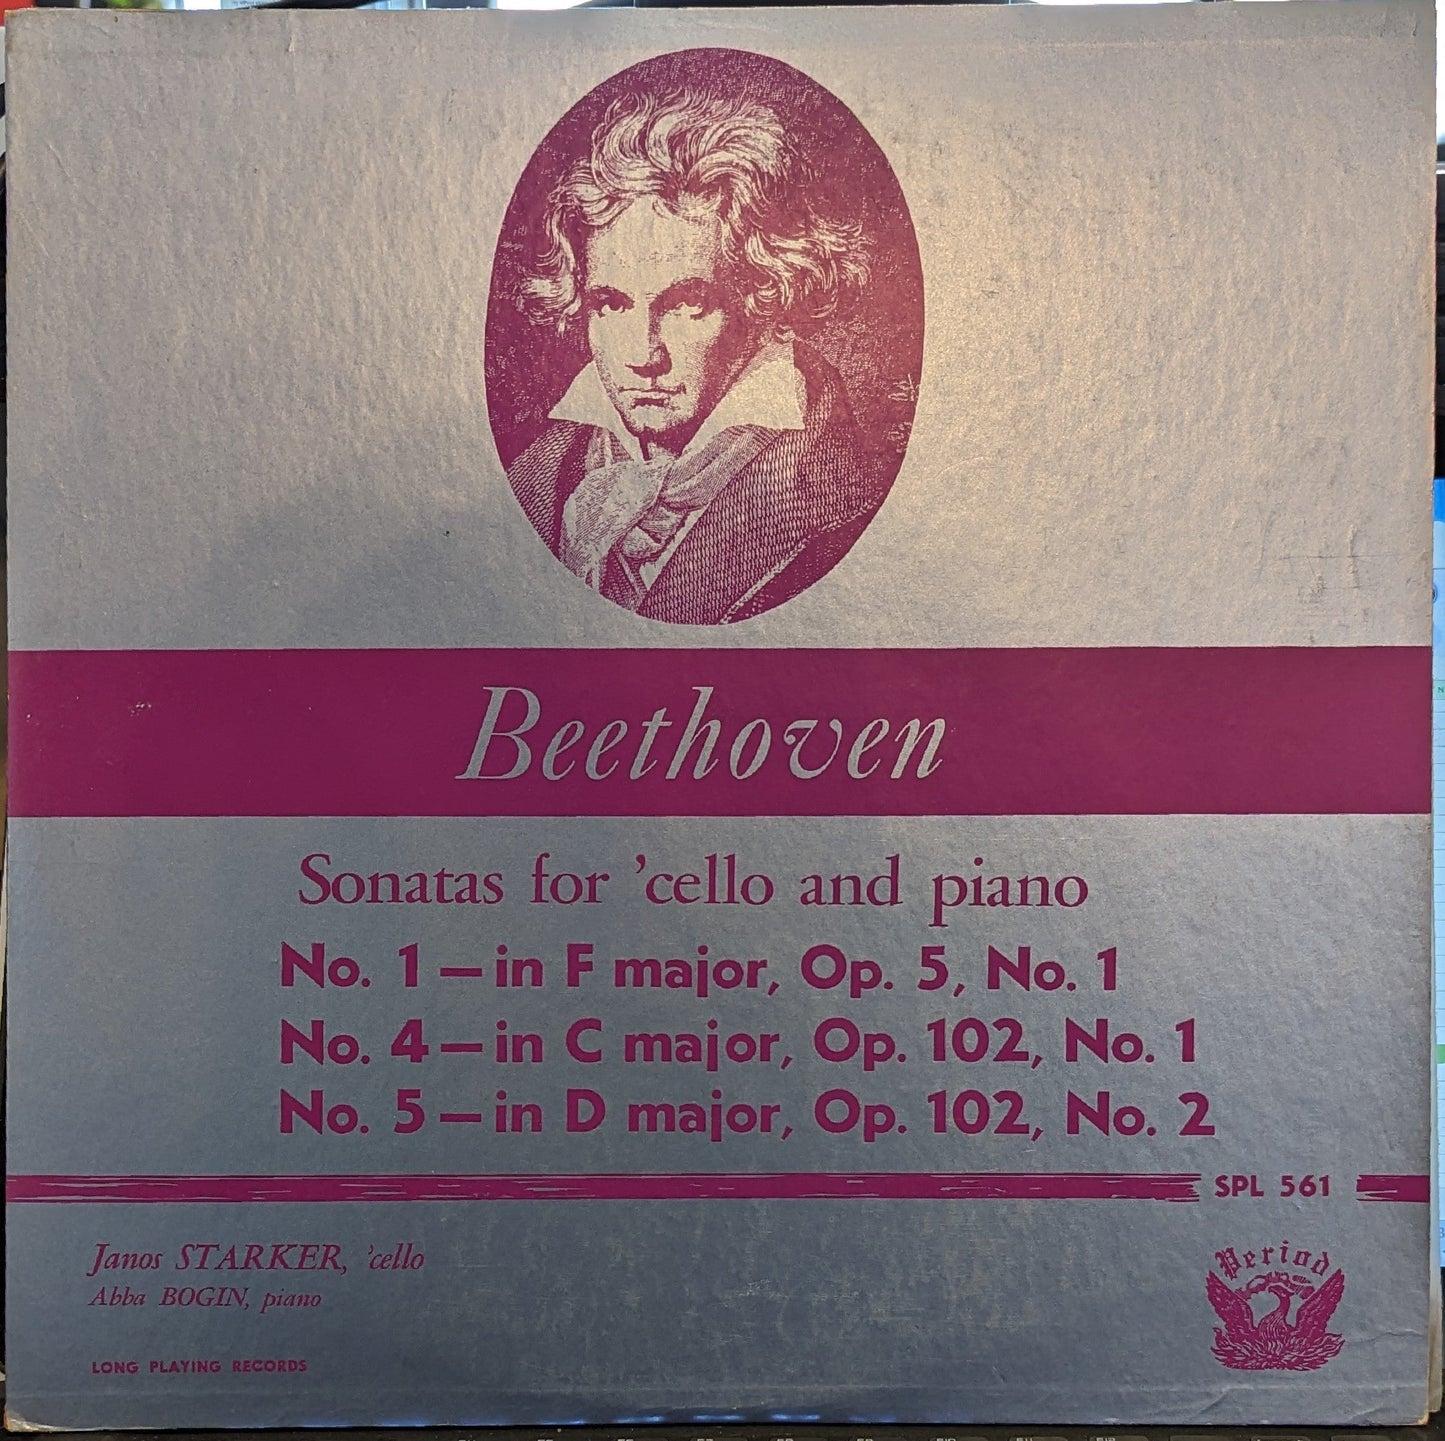 Beethoven
Sonatas for 'cello and piano
No. 1 — in F major, Op. 5, No. 1
No. 4 — in C major, Op. 102, No. 1
No. 5 — in D major, Op. 102, No. 2
SPL 561
Janos STARKER, 'cello
Abba BOGIN, piano
LONG PLAYING RECORDS
Period